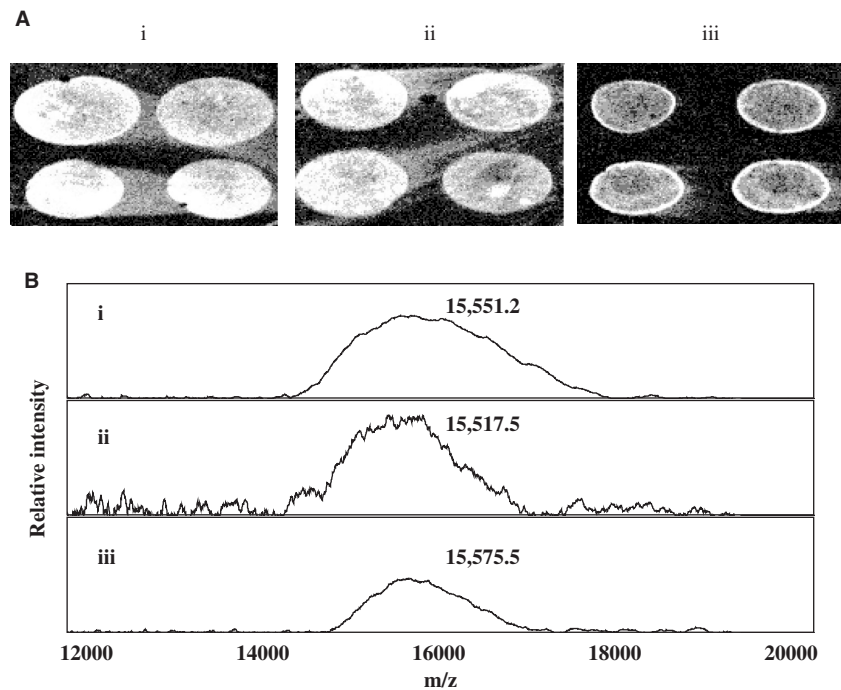 A
i ii iii
B
i 15,551.2
ii 15,517.5
iii 15,575.5
Relative intensity
12000 14000 16000 18000 20000
m/z